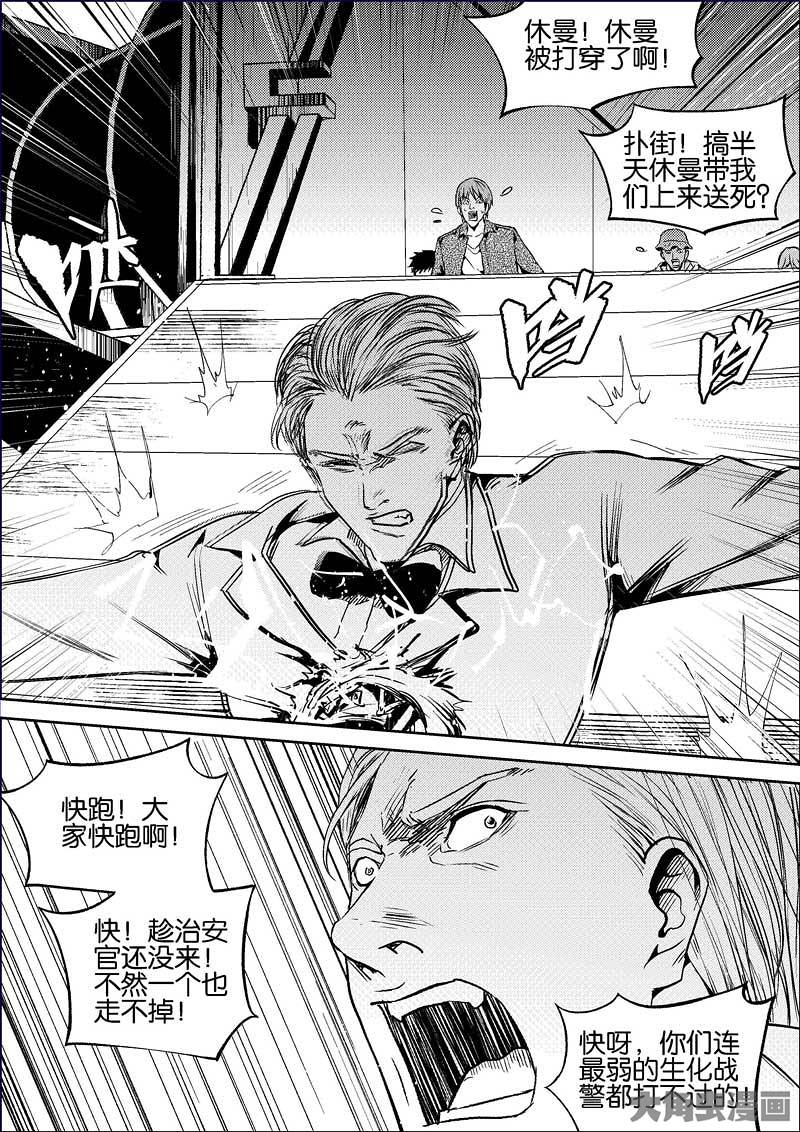 休曼！休曼
被打穿了啊！
扑街！搞半
天休曼带我
们上来送死？
哚
鸣
鸣
快跑！大
家快跑啊！
快！趁治安
官还没来！
不然一个也
走不掉！
快呀，你们连
最弱的生化战
警都打不过的！
大角虫漫画